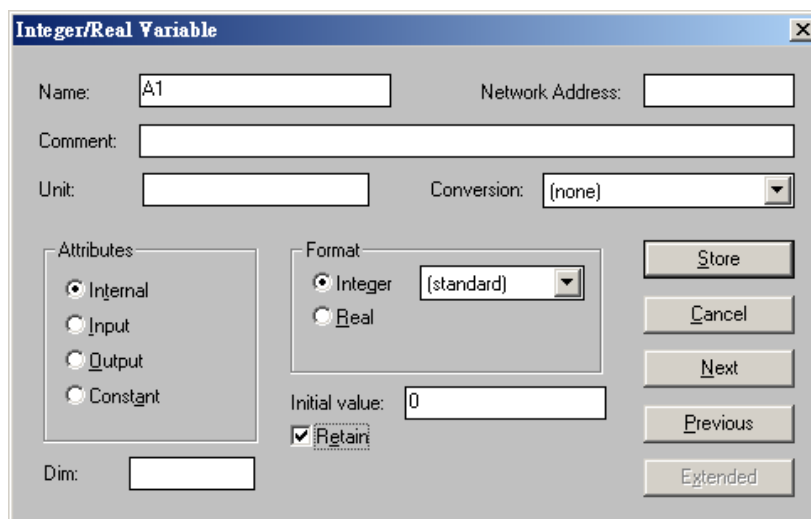 Integer/Real Variable
Name: A1 Network Address:
Comment:
Unit: Conversion: (none)
Attributes
Internal
Input
Output
Constant
Format
Integer (standard)
Real
Initial value: 0
Retain
Dim:
Store
Cancel
Next
Previous
Extended